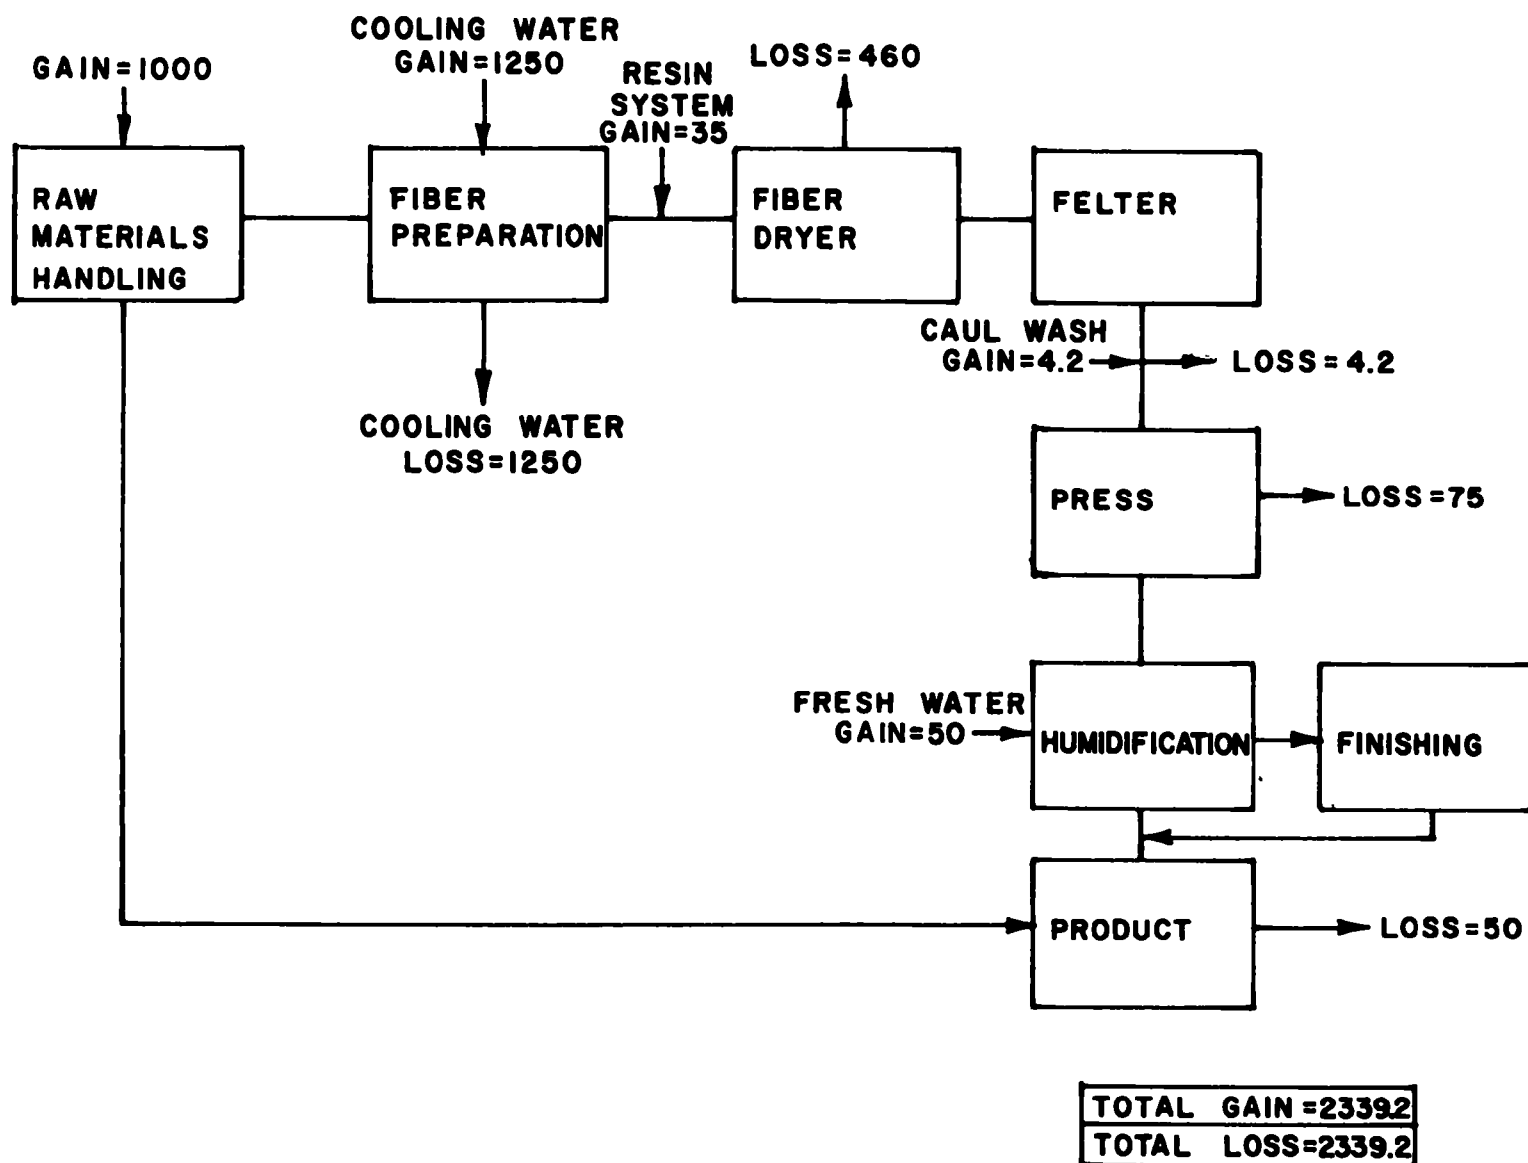 GAIN=1000
COOLING WATER
GAIN=1250
RESIN
SYSTEM
GAIN=35
LOSS=460
RAW
MATERIALS
HANDLING
FIBER
PREPARATION
FIBER
DRYER
FELTER
CAUL WASH
GAIN=4.2
LOSS=4.2
COOLING WATER
LOSS=1250
PRESS
LOSS=75
FRESH WATER
GAIN=50
HUMIDIFICATION
FINISHING
PRODUCT
LOSS=50
TOTAL GAIN=2339.2
TOTAL LOSS=2339.2